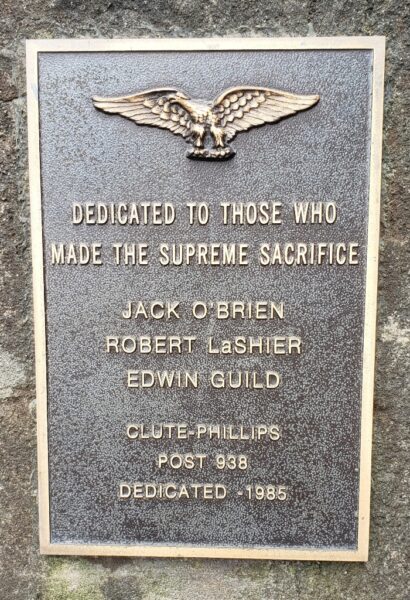 DEDICATED TO THOSE WHO
MADE THE SUPREME SACRIFICE
JACK O'BRIEN
ROBERT LaSHIER
EDWIN GUILD
CLUTE-PHILLIPS
POST 938
DEDICATED -1985